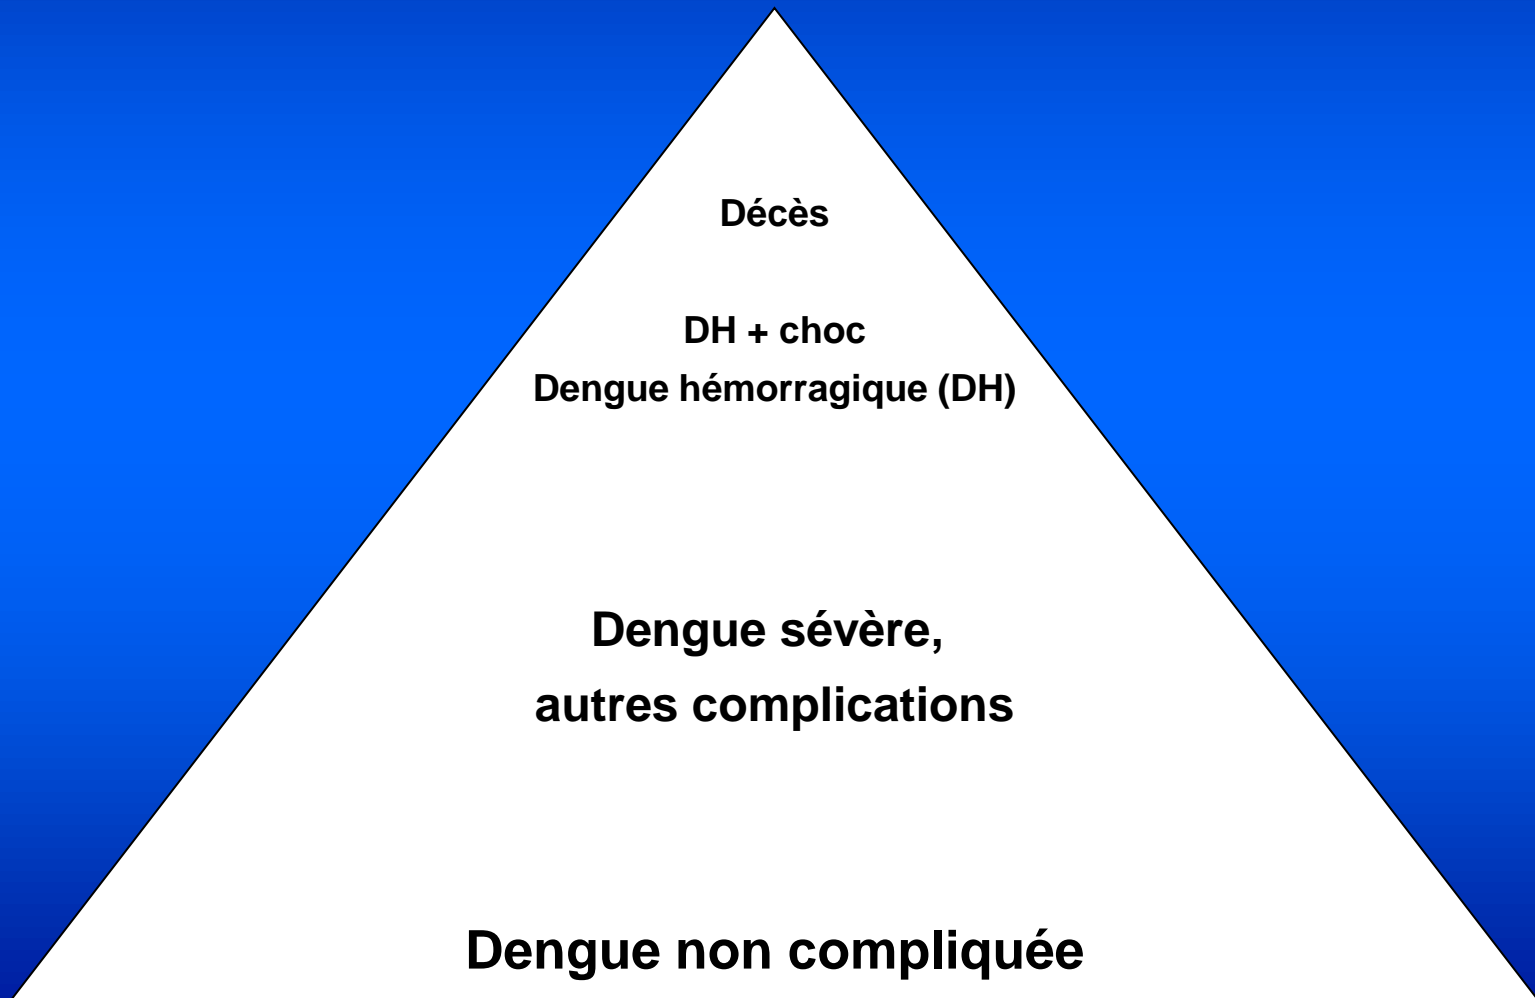 Décès
DH + choc
Dengue hémorragique (DH)
Dengue sévère,
autres complications
Dengue non compliquée